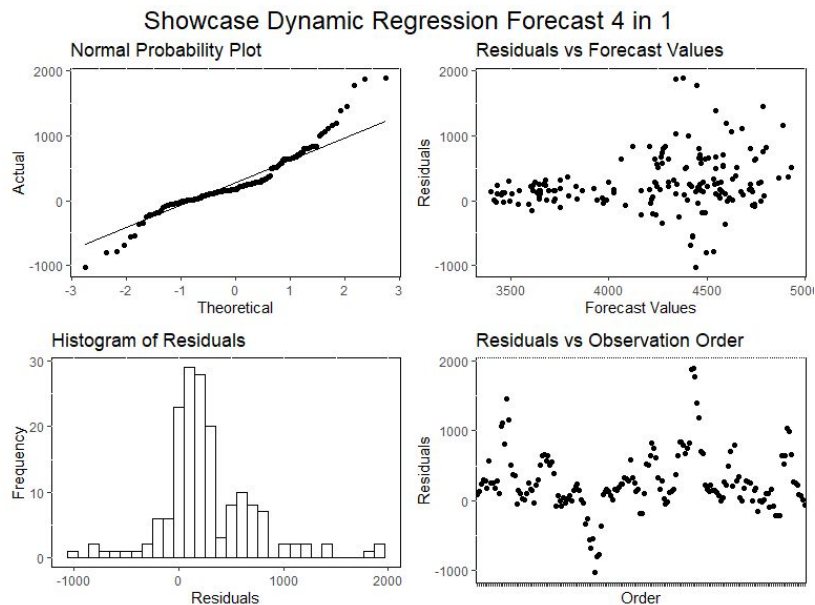 Showcase Dynamic Regression Forecast 4 in 1
Normal Probability Plot
2000
1000
0
-1000
Actual
-3
-2
-1
0
1
2
3
Theoretical
Residuals vs Forecast Values
2000
1000
0
-1000
Residuals
3500
4000
4500
5000
Forecast Values
Histogram of Residuals
30
20
10
0
Frequency
-1000
0
1000
2000
Residuals
Residuals vs Observation Order
2000
1000
0
-1000
Residuals
Order